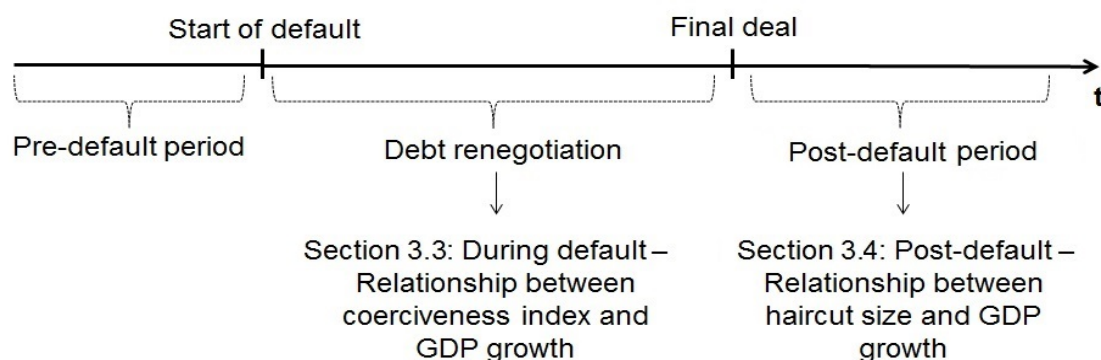 Start of default
Final deal
t
Pre-default period
Debt renegotiation
Post-default period
Section 3.3: During default –
Relationship between
coerciveness index and
GDP growth
Section 3.4: Post-default –
Relationship between
haircut size and GDP
growth